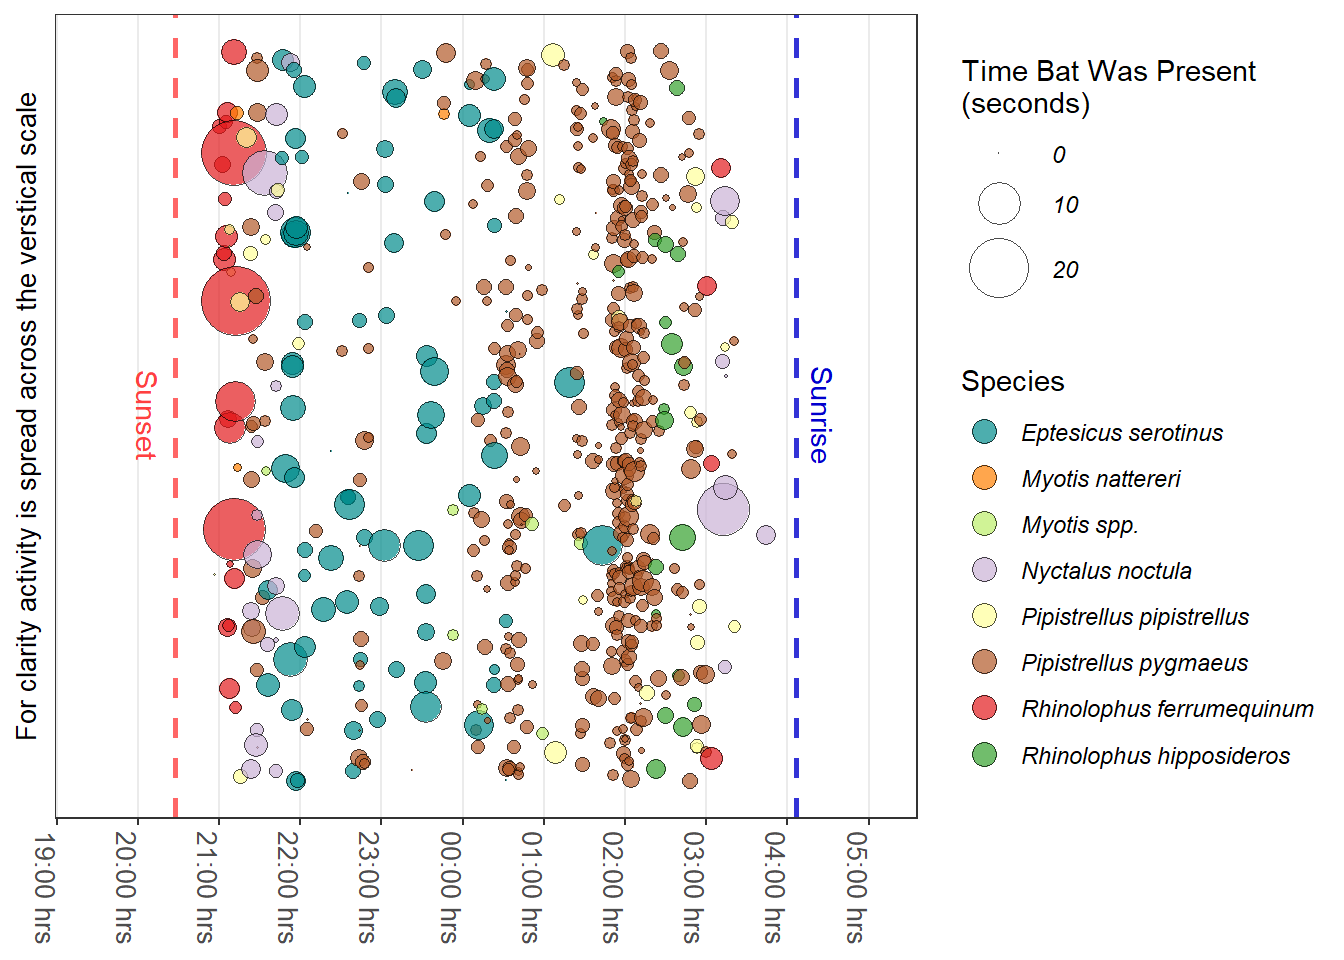 For clarity activity is spread across the verstical scale
Sunset
Sunrise
19:00 hrs
20:00 hrs
21:00 hrs
22:00 hrs
23:00 hrs
00:00 hrs
01:00 hrs
02:00 hrs
03:00 hrs
04:00 hrs
05:00 hrs
Time Bat Was Present
(seconds)
0
10
20
Species
Eptesicus serotinus
Myotis nattereri
Myotis spp.
Nyctalus noctula
Pipistrellus pipistrellus
Pipistrellus pygmaeus
Rhinolophus ferrumequinum
Rhinolophus hipposideros